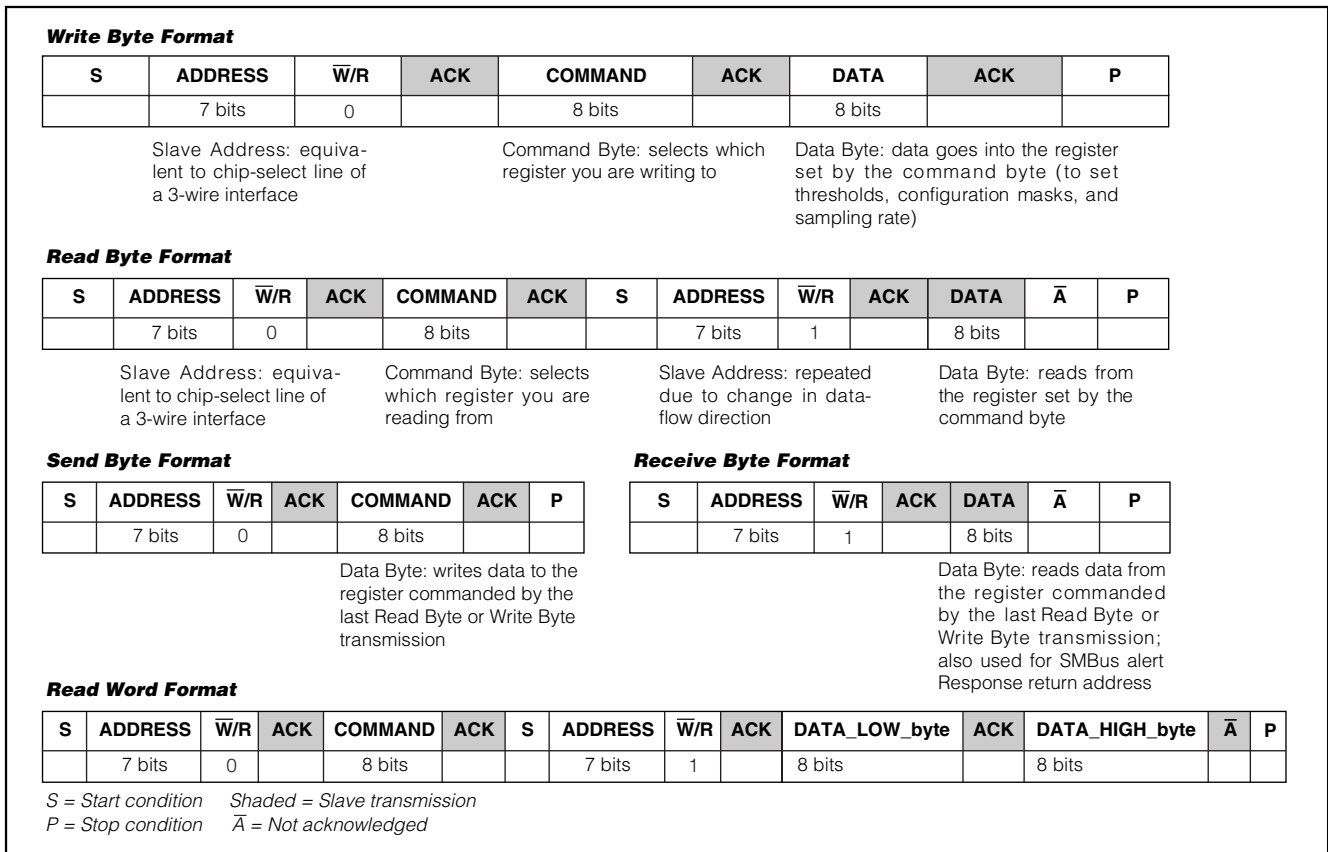 Write Byte Format
S ADDRESS W̅/R ACK COMMAND ACK DATA ACK P
7 bits 0 8 bits 8 bits
Slave Address: equiva-
lent to chip-select line of
a 3-wire interface
Command Byte: selects which
register you are writing to
Data Byte: data goes into the register
set by the command byte (to set
thresholds, configuration masks, and
sampling rate)
Read Byte Format
S ADDRESS W̅/R ACK COMMAND ACK S ADDRESS W̅/R ACK DATA A̅ P
7 bits 0 8 bits 7 bits 1 8 bits
Slave Address: equiva-
lent to chip-select line of
a 3-wire interface
Command Byte: selects
which register you are
reading from
Slave Address: repeated
due to change in data-
flow direction
Data Byte: reads from
the register set by the
command byte
Send Byte Format
S ADDRESS W̅/R ACK COMMAND ACK P
7 bits 0 8 bits
Data Byte: writes data to the
register commanded by the
last Read Byte or Write Byte
transmission
Receive Byte Format
S ADDRESS W̅/R ACK DATA A̅ P
7 bits 1 8 bits
Data Byte: reads data from
the register commanded
by the last Read Byte or
Write Byte transmission;
also used for SMBus alert
Response return address
Read Word Format
S ADDRESS W̅/R ACK COMMAND ACK S ADDRESS W̅/R ACK DATA_LOW_byte ACK DATA_HIGH_byte A̅ P
7 bits 0 8 bits 7 bits 1 8 bits 8 bits
S = Start condition Shaded = Slave transmission
P = Stop condition A̅ = Not acknowledged